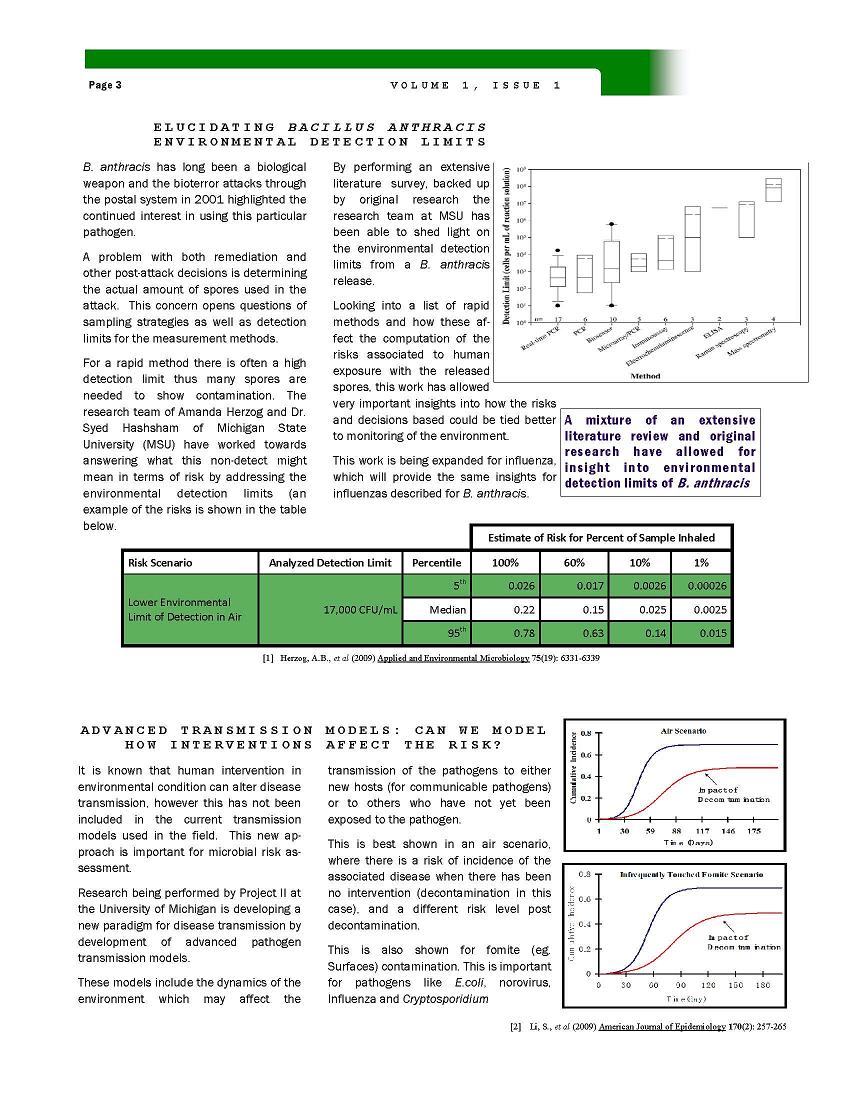 Page 3
VOLUME 1, ISSUE 1
ELUCIDATING BACILLUS ANTHRACIS
ENVIRONMENTAL DETECTION LIMITS
B. anthracis has long been a biological
weapon and the bioterror attacks through
the postal system in 2001 highlighted the
continued interest in using this particular
pathogen.
A problem with both remediation and
other post-attack decisions is determining
the actual amount of spores used in the
attack. This concern opens questions of
sampling strategies as well as detection
limits for the measurement methods.
For a rapid method there is often a high
detection limit thus many spores are
needed to show contamination. The
research team of Amanda Herzog and Dr.
Syed Hashsham of Michigan State
University (MSU) have worked towards
answering what this non-detect might
mean in terms of risk by addressing the
environmental detection limits (an
example of the risks is shown in the table
below.
By performing an extensive
literature survey, backed up
by original research the
research team at MSU has
been able to shed light on
the environmental detection
limits from a B. anthracis
release.
Looking into a list of rapid
methods and how these af-
fect the computation of the
risks associated to human
exposure with the released
spores, this work has allowed
very important insights into how the risks
and decisions based could be tied better
to monitoring of the environment.
This work is being expanded for influenza,
which will provide the same insights for
influenzas described for B. anthracis.
Detection Limit (cells per mL of reaction solution)
10⁹
10⁸
10⁷
10⁶
10⁵
10⁴
10³
10²
10¹
10⁰
n= 17 6 10 5 6 3 2 3 4
Real-time PCR
PCR
Biosensor
Microarray/PCR
Immunoassay
Electrochemiluminescence
ELISA
Raman spectroscopy
Mass spectrometry
Method
A mixture of an extensive
literature review and original
research have allowed for
insight into environmental
detection limits of B. anthracis
Estimate of Risk for Percent of Sample Inhaled
Risk Scenario Analyzed Detection Limit Percentile 100% 60% 10% 1%
Lower Environmental
Limit of Detection in Air
17,000 CFU/mL
5th 0.026 0.017 0.0026 0.00026
Median 0.22 0.15 0.025 0.0025
95th 0.78 0.63 0.14 0.015
[1] Herzog, A.B., et al (2009) Applied and Environmental Microbiology 75(19): 6331-6339
ADVANCED TRANSMISSION MODELS: CAN WE MODEL
HOW INTERVENTIONS AFFECT THE RISK?
It is known that human intervention in
environmental condition can alter disease
transmission, however this has not been
included in the current transmission
models used in the field. This new ap-
proach is important for microbial risk as-
sessment.
Research being performed by Project II at
the University of Michigan is developing a
new paradigm for disease transmission by
development of advanced pathogen
transmission models.
These models include the dynamics of the
environment which may affect the
transmission of the pathogens to either
new hosts (for communicable pathogens)
or to others who have not yet been
exposed to the pathogen.
This is best shown in an air scenario,
where there is a risk of incidence of the
associated disease when there has been
no intervention (decontamination in this
case), and a different risk level post
decontamination.
This is also shown for fomite (eg.
Surfaces) contamination. This is important
for pathogens like E.coli, norovirus,
Influenza and Cryptosporidium
Air Scenario
Cumulative Incidence
0.8
0.6
0.4
0.2
0
Impact of
Decontamination
1 30 59 88 117 146 175
Time (Days)
Infrequently Touched Fomite Scenario
Cumulative Incidence
0.8
0.6
0.4
0.2
0
Impact of
Decontamination
0 30 60 90 120 150 180
Time (Day)
[2] Li, S., et al (2009) American Journal of Epidemiology 170(2): 257-265